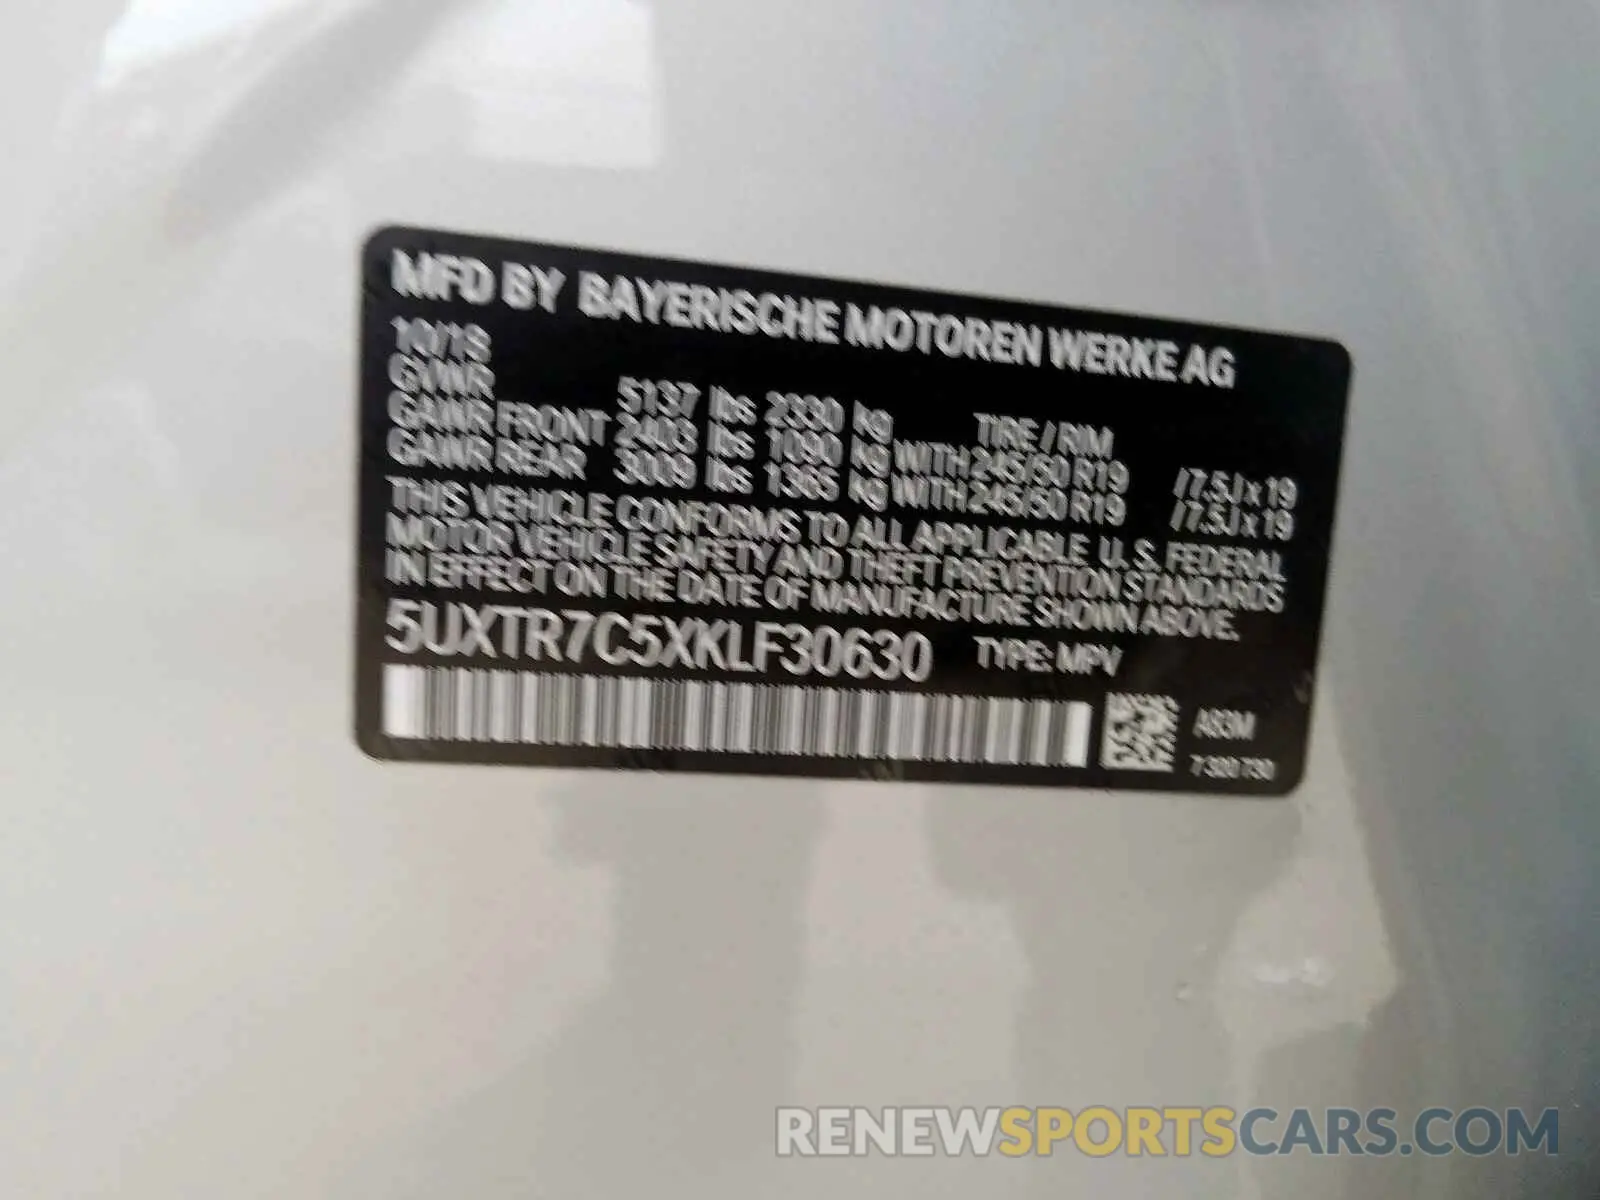 MFD BY BAYERISCHE MOTOREN WERKE AG
10/18
GVWR 5137 lbs 2330 kg TIRE / RIM
GAWR FRONT 2403 lbs 1090 kg WITH 245/50 R19 /7.5J x 19
GAWR REAR 3009 lbs 1365 kg WITH 245/50 R19 /7.5J x 19
THIS VEHICLE CONFORMS TO ALL APPLICABLE U. S. FEDERAL
MOTOR VEHICLE SAFETY AND THEFT PREVENTION STANDARDS
IN EFFECT ON THE DATE OF MANUFACTURE SHOWN ABOVE.
5UXTR7C5XKLF30630 TYPE: MPV
A83M
7 320 730
RENEWSPORTSCARS.COM